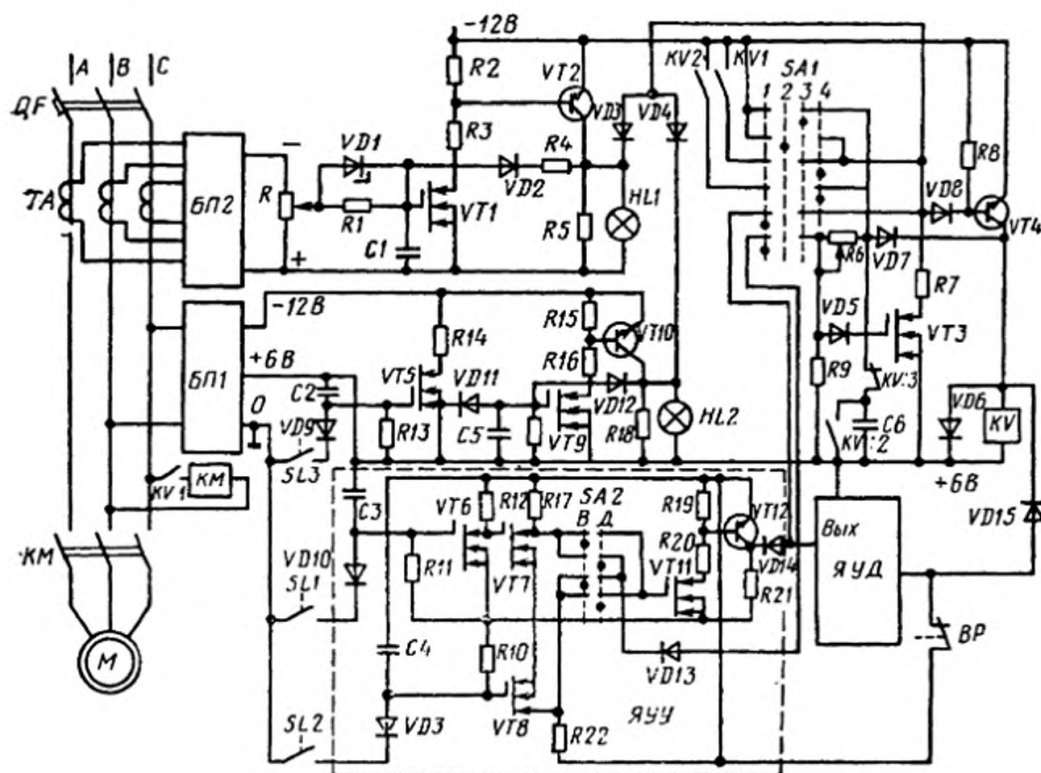 -12В
A
B
C
QF
TA
БП2
-
R
+
VD1
R1
C1
R2
R3
VT1
VT2
VD2
R4
R5
VD3
VD4
HL1
KV2
KV1
SA1
1
2
3
4
R8
VD8
VT4
R6
VD7
R7
VD5
VT3
R9
KV:3
C6
KV:2
VD6
KV
+6В
VD15
БП1
-12В
+6В
0
C2
VD9
SL3
R14
VT5
R13
VD11
C5
R15
R16
VT10
VT9
VD12
R18
HL2
KV1
KM
KM
M
C3
VD10
SL1
SL2
VT6
R12
R17
SA2
В
Д
R11
VT7
C4
R10
VD3
VT8
R22
В
Д
R19
R20
VT11
VT12
VD14
R21
VD13
ЯУУ
Вых
ЯУД
ВР